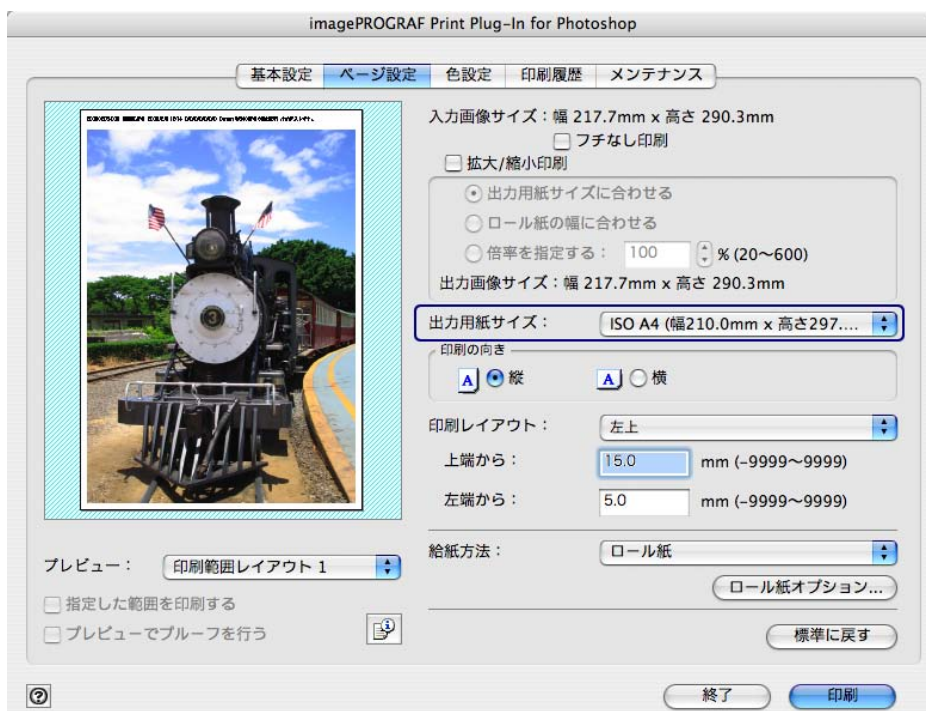 imagePROGRAF Print Plug-In for Photoshop
基本設定 ページ設定 色設定 印刷履歴 メンテナンス
入力画像サイズ：幅 217.7mm x 高さ 290.3mm
フチなし印刷
拡大/縮小印刷
出力用紙サイズに合わせる
ロール紙の幅に合わせる
倍率を指定する： 100 % (20～600)
出力画像サイズ：幅 217.7mm x 高さ 290.3mm
出力用紙サイズ： ISO A4 (幅210.0mm x 高さ297....
印刷の向き
A 縦 A 横
印刷レイアウト： 左上
上端から： 15.0 mm (-9999～9999)
左端から： 5.0 mm (-9999～9999)
給紙方法： ロール紙
ロール紙オプション...
プレビュー： 印刷範囲レイアウト 1
指定した範囲を印刷する
プレビューでプルーフを行う
標準に戻す
? 終了 印刷
3